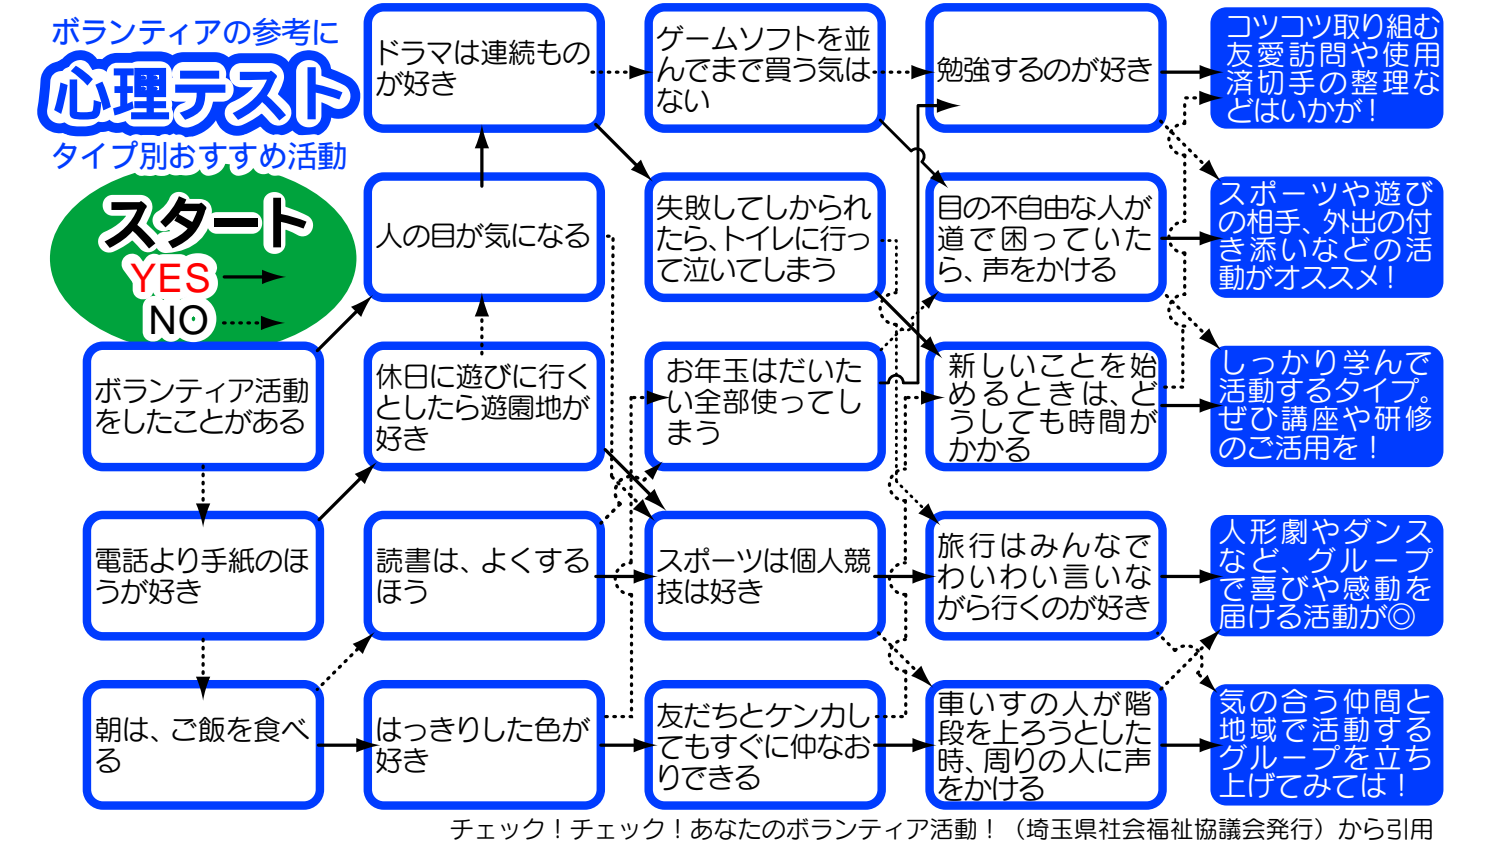 ボランティアの参考に
心理テスト
タイプ別おすすめ活動
スタート
YES
NO
ボランティア活動
をしたことがある
電話より手紙のほ
うが好き
朝は、ご飯を食べ
る
ドラマは連続もの
が好き
人の目が気になる
休日に遊びに行く
としたら遊園地が
好き
読書は、よくする
ほう
はっきりした色が
好き
ゲームソフトを並
んでまで買う気は
ない
失敗してしかられ
たら、トイレに行っ
て泣いてしまう
お年玉はだいた
い全部使ってし
まう
スポーツは個人競
技は好き
友だちとケンカし
てもすぐに仲なお
りできる
勉強するのが好き
目の不自由な人が
道で困っていた
ら、声をかける
新しいことを始
めるときは、ど
うしても時間が
かかる
旅行はみんなで
わいわい言いな
がら行くのが好き
車いすの人が階
段を上ろうとした
時、周りの人に声
をかける
コツコツ取り組む
友愛訪問や使用
済切手の整理な
どはいかが！
スポーツや遊び
の相手、外出の付
き添いなどの活
動がオススメ！
しっかり学んで
活動するタイプ。
ぜひ講座や研修
のご活用を！
人形劇やダンス
など、グループ
で喜びや感動を
届ける活動が◎
気の合う仲間と
地域で活動する
グループを立ち
上げてみては！
チェック！チェック！あなたのボランティア活動！（埼玉県社会福祉協議会発行）から引用